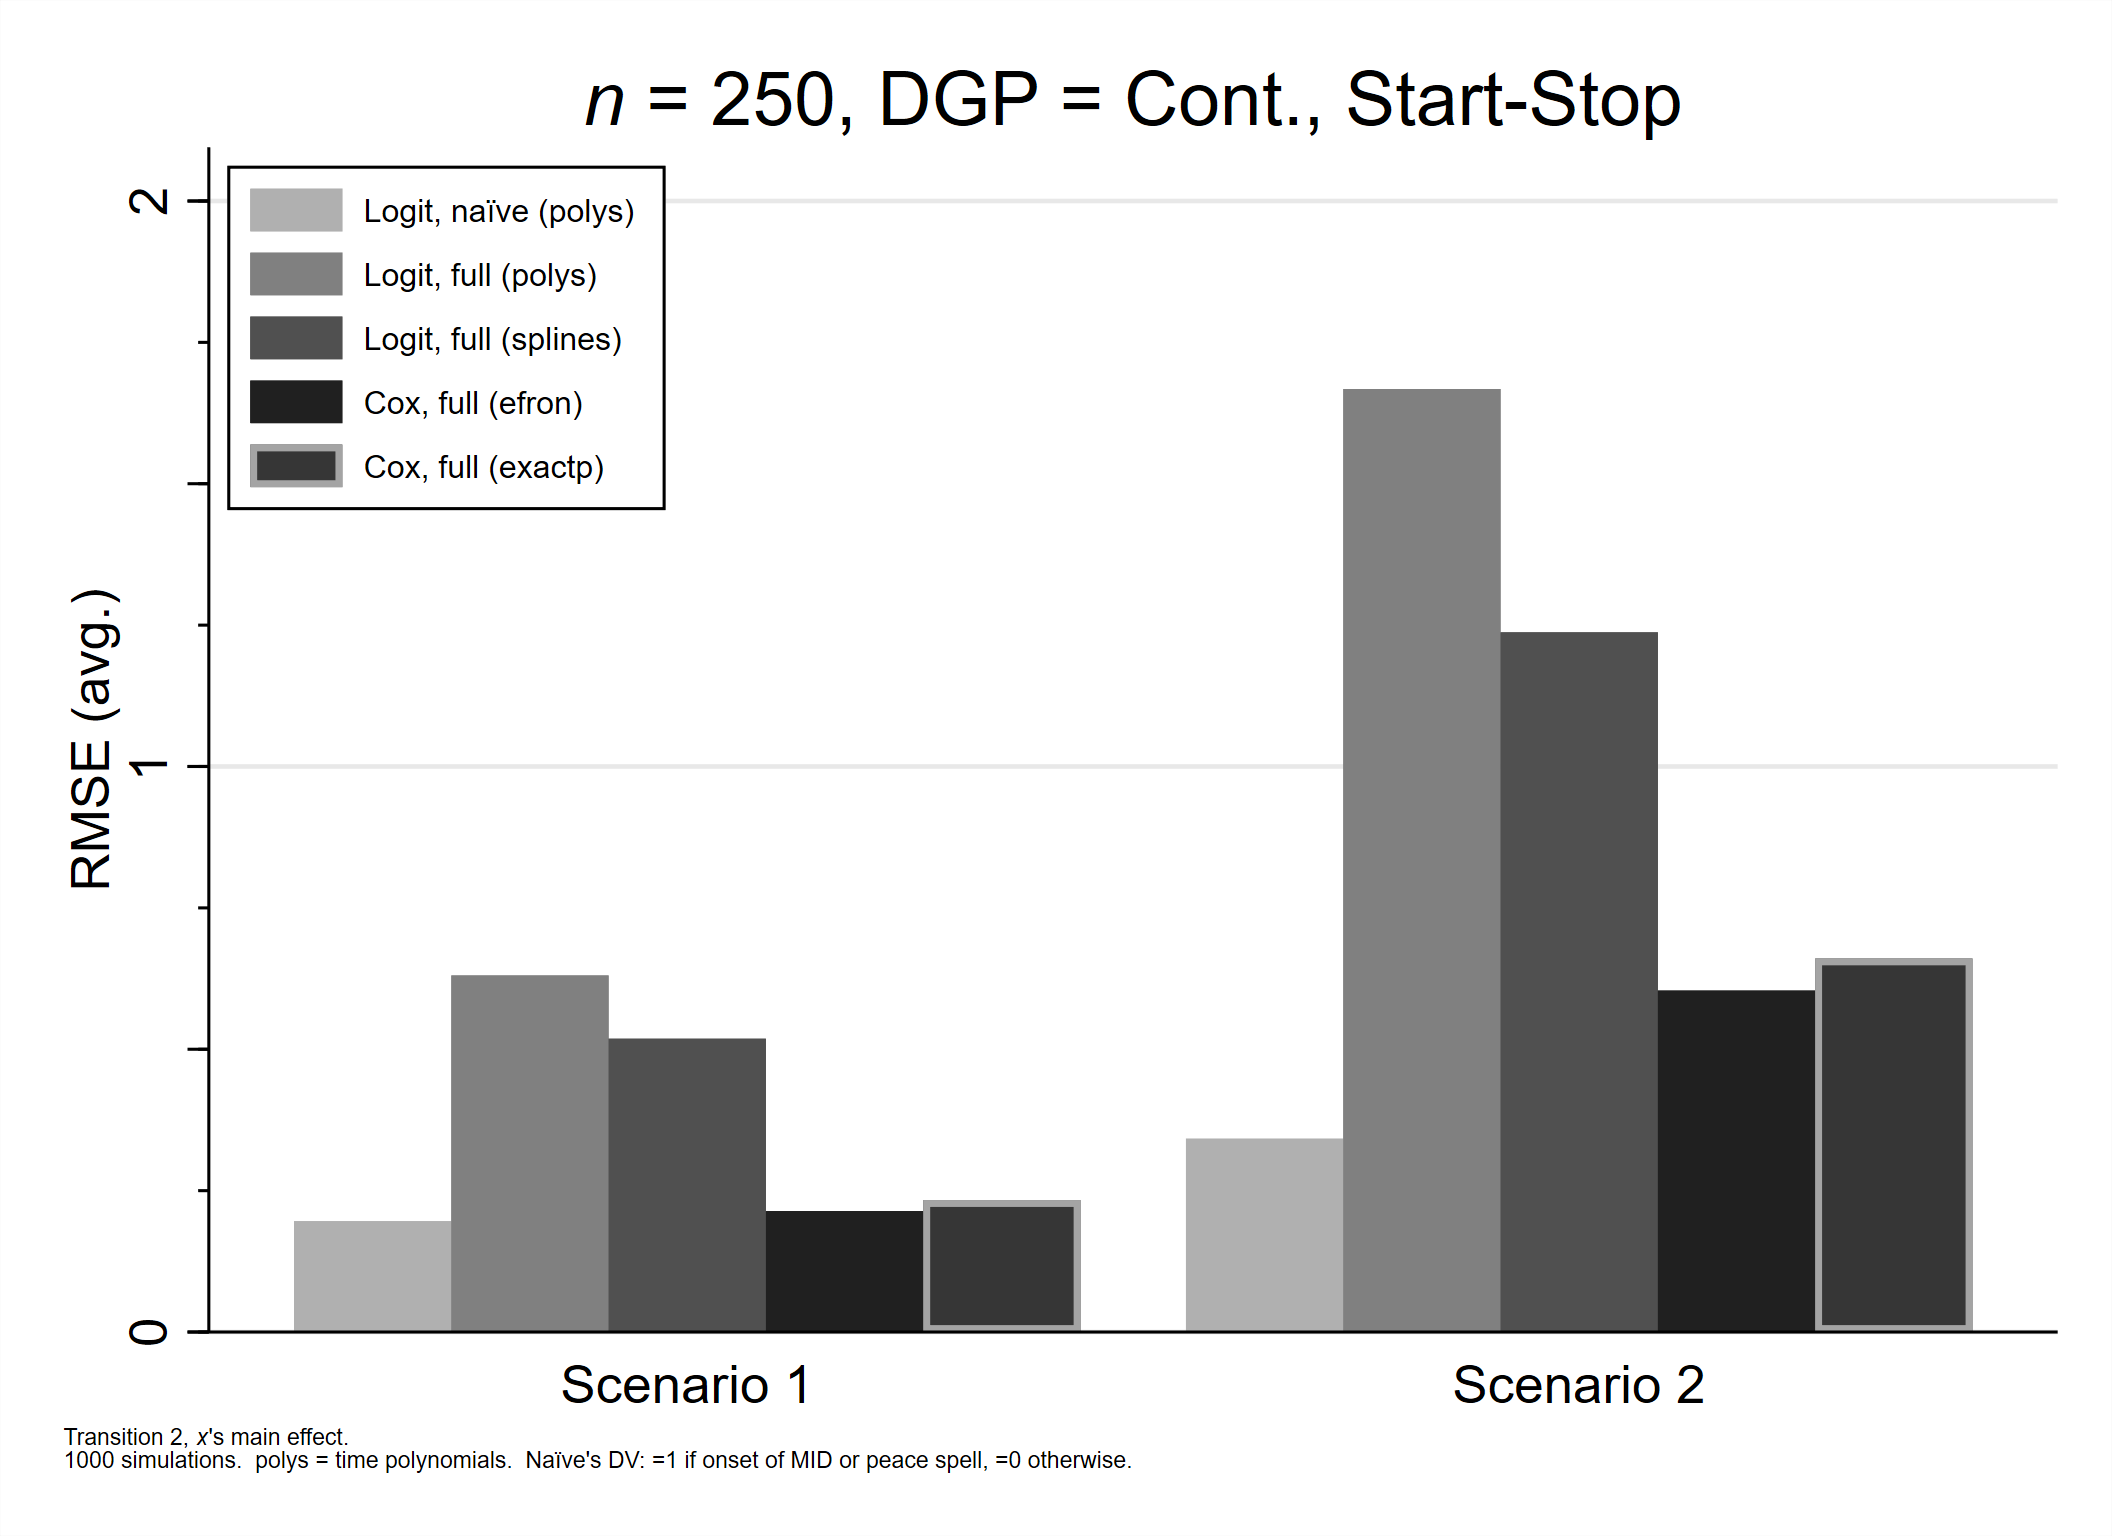 n = 250, DGP = Cont., Start-Stop
Logit, naïve (polys)
Logit, full (polys)
Logit, full (splines)
Cox, full (efron)
Cox, full (exactp)
RMSE (avg.)
2
1
0
Scenario 1
Scenario 2
Transition 2, x's main effect.
1000 simulations.  polys = time polynomials.  Naïve's DV: =1 if onset of MID or peace spell, =0 otherwise.